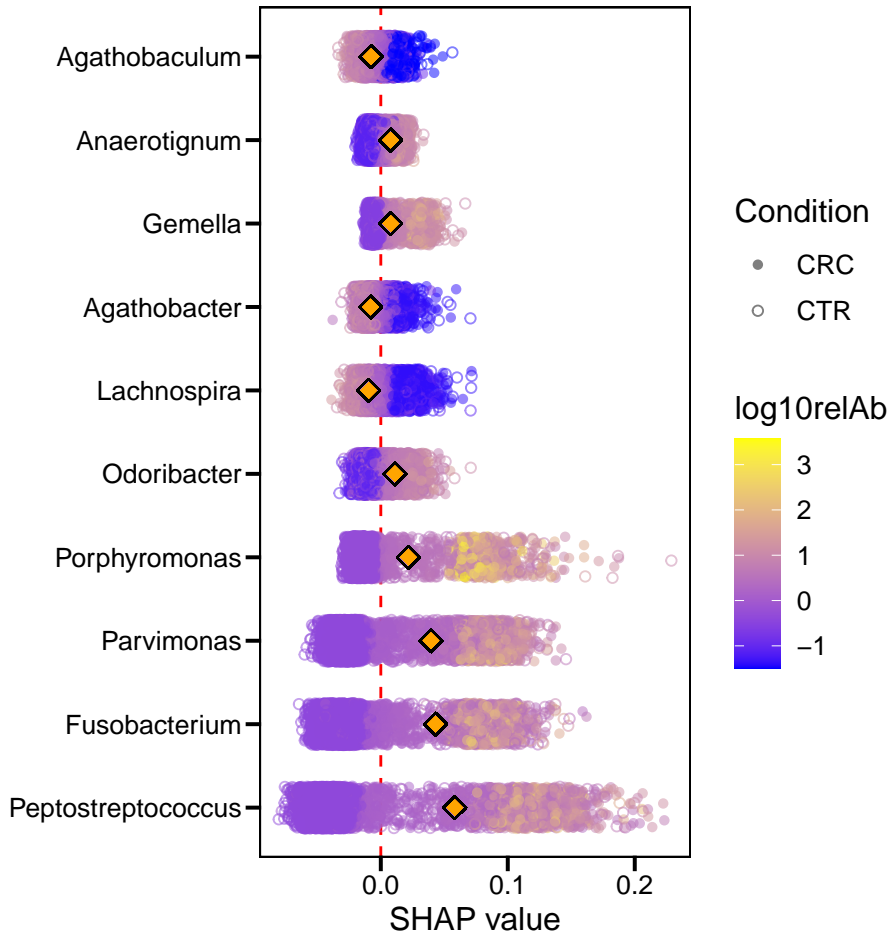 Agathobaculum
Anaerotignum
Gemella
Agathobacter
Lachnospira
Odoribacter
Porphyromonas
Parvimonas
Fusobacterium
Peptostreptococcus
0.0 0.1 0.2
SHAP value
Condition
CRC
CTR
log10relAb
3
2
1
0
−1